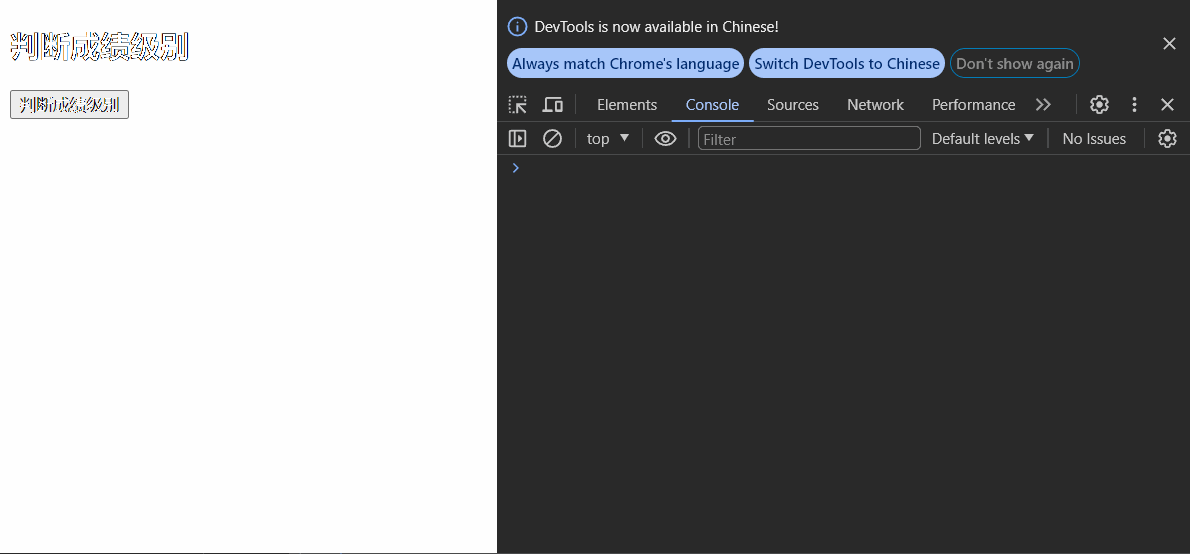 判断成绩级别
判断成绩级别
DevTools is now available in Chinese!
Always match Chrome's language Switch DevTools to Chinese Don't show again
Elements Console Sources Network Performance
top Filter Default levels No Issues